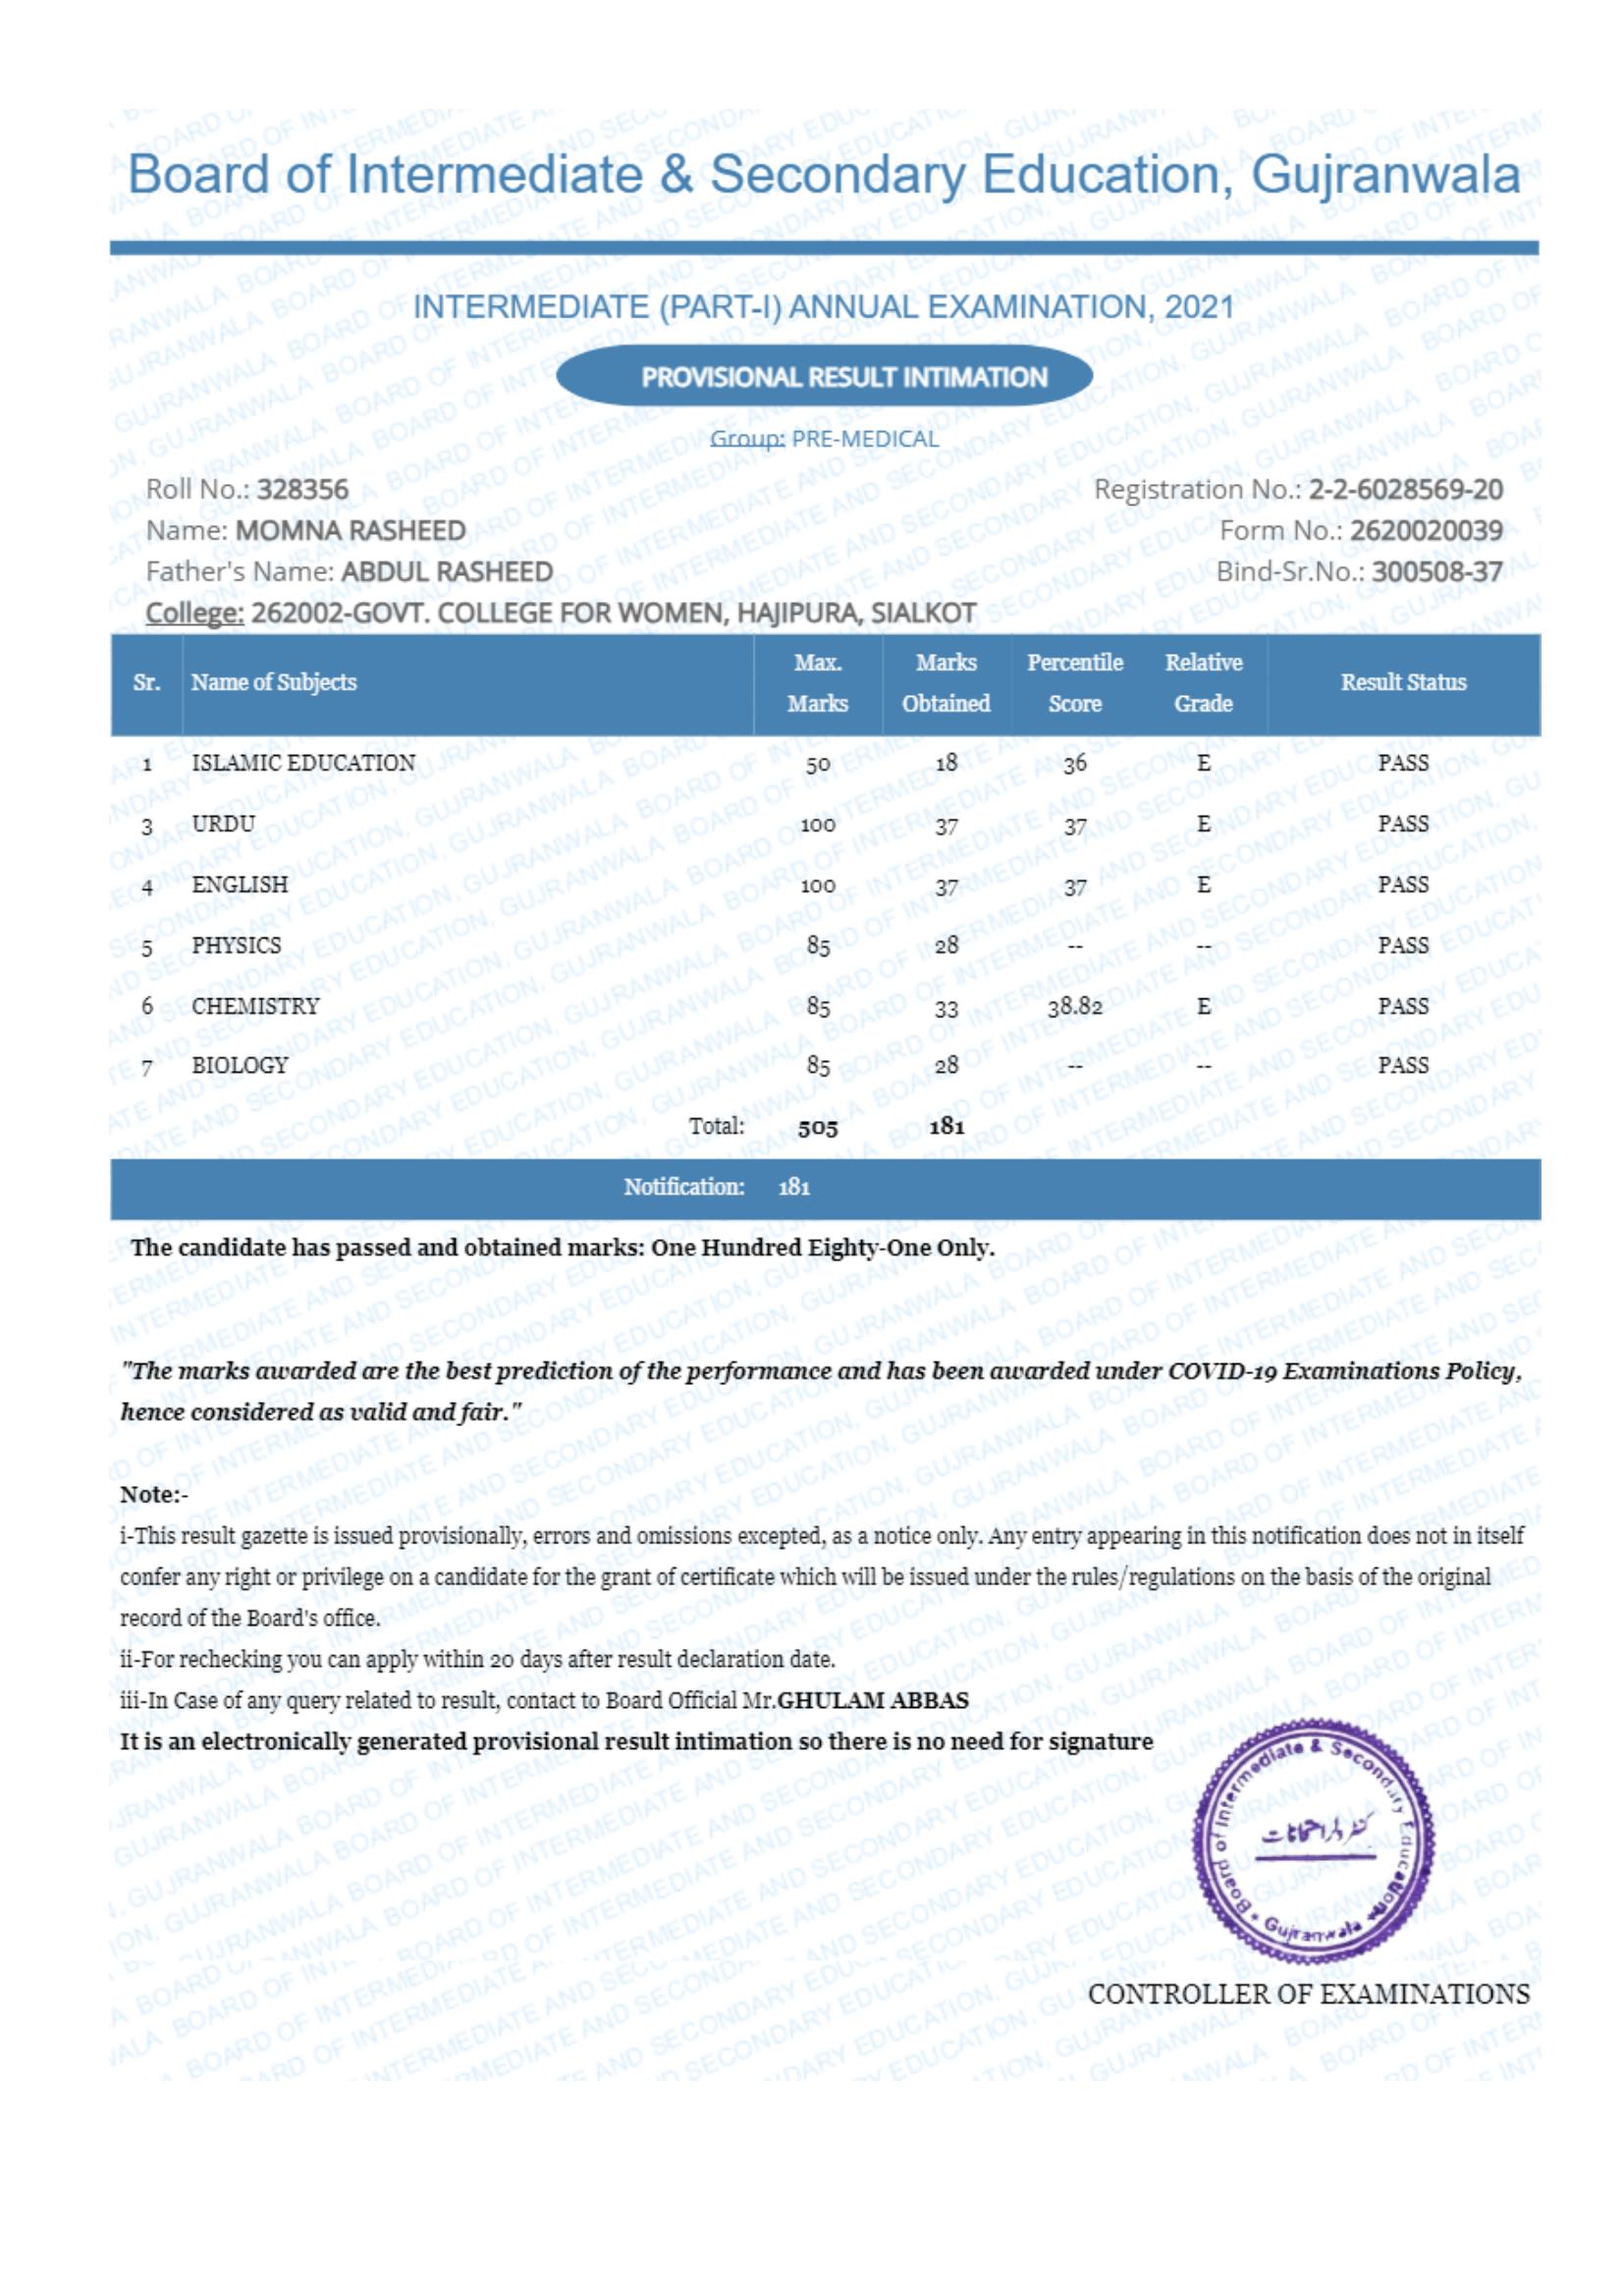 Board of Intermediate & Secondary Education, Gujranwala
INTERMEDIATE (PART-I) ANNUAL EXAMINATION, 2021
PROVISIONAL RESULT INTIMATION
Group: PRE-MEDICAL
Roll No.: 328356 Registration No.: 2-2-6028569-20
Name: MOMNA RASHEED Form No.: 2620020039
Father's Name: ABDUL RASHEED Bind-Sr.No.: 300508-37
College: 262002-GOVT. COLLEGE FOR WOMEN, HAJIPURA, SIALKOT
Sr. Name of Subjects Max. Marks Marks Obtained Percentile Score Relative Grade Result Status
1 ISLAMIC EDUCATION 50 18 36 E PASS
3 URDU 100 37 37 E PASS
4 ENGLISH 100 37 37 E PASS
5 PHYSICS 85 28 -- -- PASS
6 CHEMISTRY 85 33 38.82 E PASS
7 BIOLOGY 85 28 -- -- PASS
Total: 505 181
Notification: 181
The candidate has passed and obtained marks: One Hundred Eighty-One Only.
"The marks awarded are the best prediction of the performance and has been awarded under COVID-19 Examinations Policy,
hence considered as valid and fair."
Note:-
i-This result gazette is issued provisionally, errors and omissions excepted, as a notice only. Any entry appearing in this notification does not in itself
confer any right or privilege on a candidate for the grant of certificate which will be issued under the rules/regulations on the basis of the original
record of the Board's office.
ii-For rechecking you can apply within 20 days after result declaration date.
iii-In Case of any query related to result, contact to Board Official Mr.GHULAM ABBAS
It is an electronically generated provisional result intimation so there is no need for signature
Board of Intermediate & Secondary Education
کنٹرولر امتحانات
Gujranwala
CONTROLLER OF EXAMINATIONS